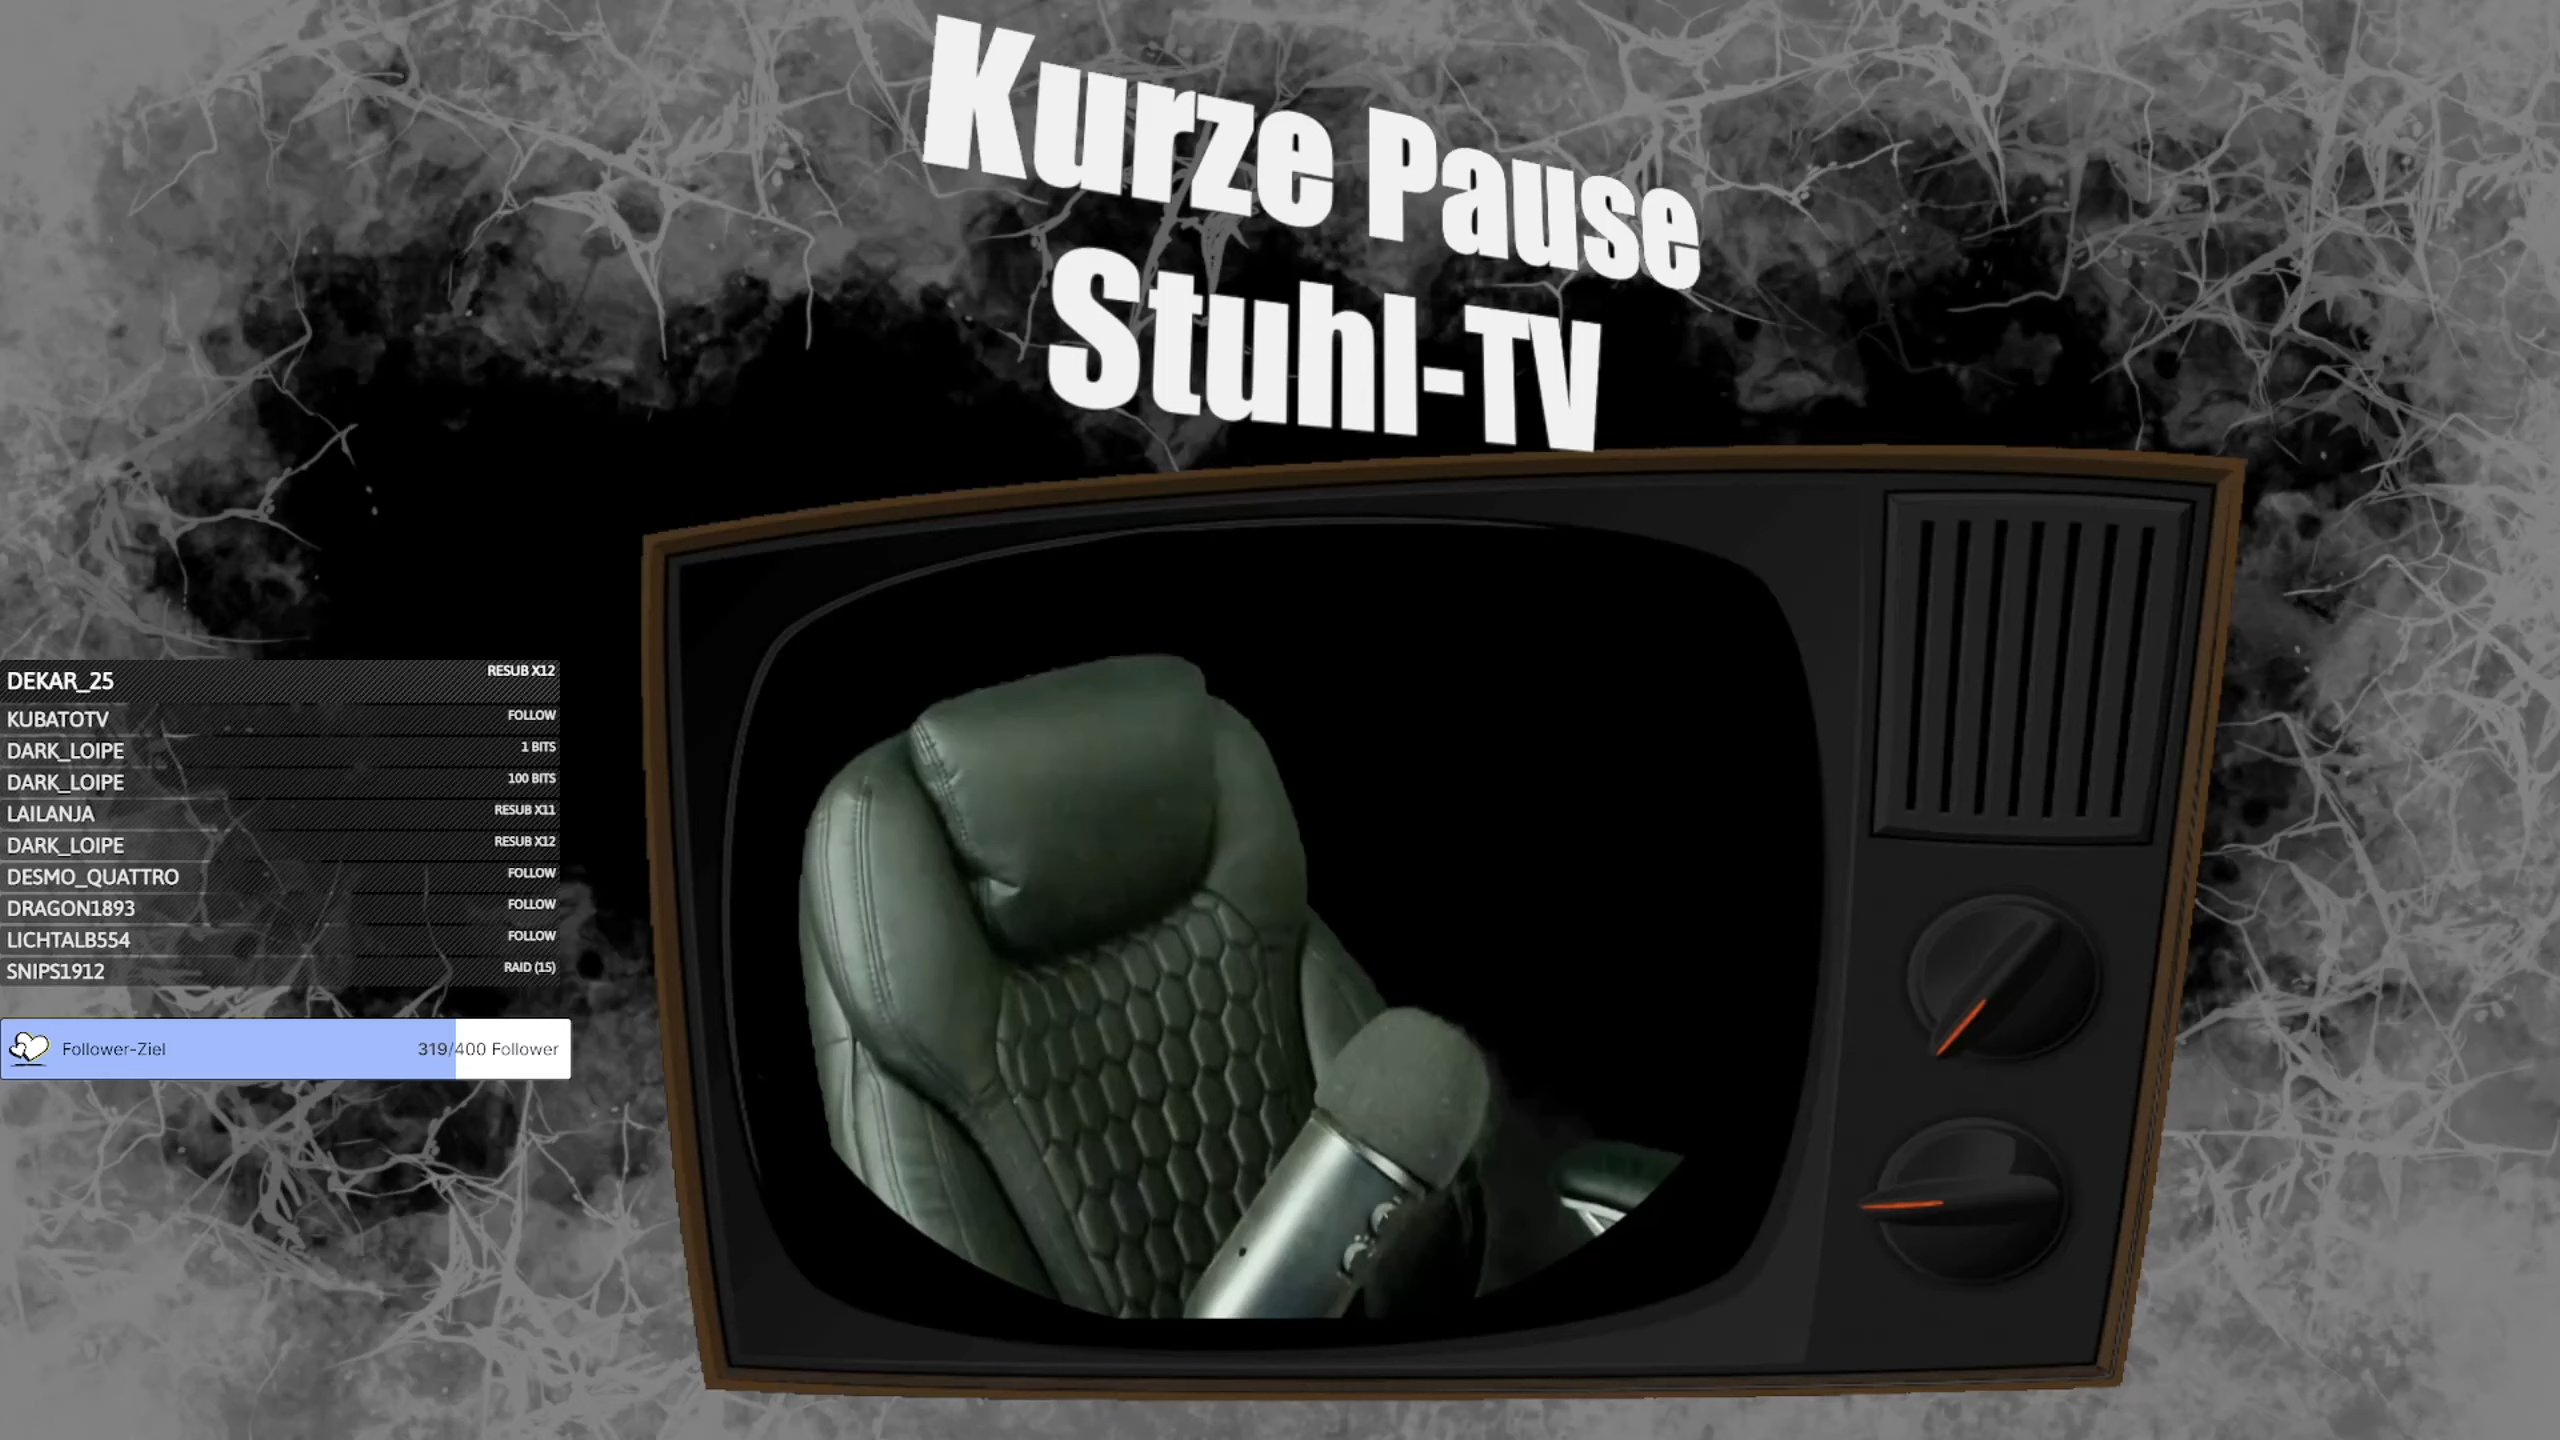 Kurze Pause
Stuhl-TV
DEKAR_25 RESUB X12
KUBATOTV FOLLOW
DARK_LOIPE 1 BITS
DARK_LOIPE 100 BITS
LAILANJA RESUB X11
DARK_LOIPE RESUB X12
DESMO_QUATTRO FOLLOW
DRAGON1893 FOLLOW
LICHTALB554 FOLLOW
SNIPS1912 RAID (15)
Follower-Ziel 319/400 Follower